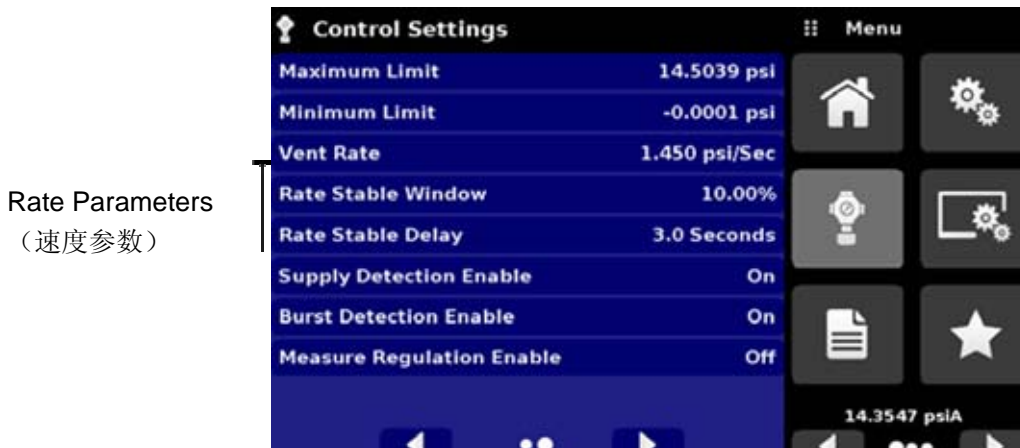 Control Settings
Menu
Maximum Limit 14.5039 psi
Minimum Limit -0.0001 psi
Vent Rate 1.450 psi/Sec
Rate Stable Window 10.00%
Rate Stable Delay 3.0 Seconds
Supply Detection Enable On
Burst Detection Enable On
Measure Regulation Enable Off
14.3547 psiA
Rate Parameters
（速度参数）